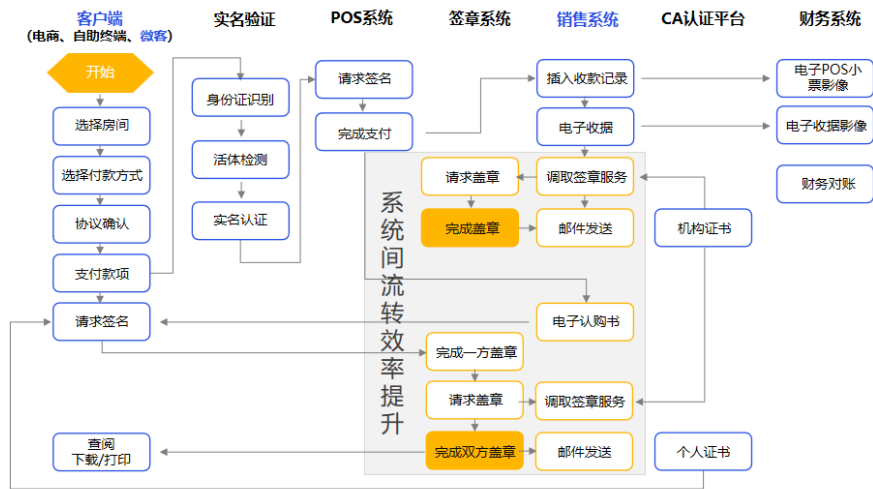 客户端 实名验证 POS系统 签章系统 销售系统 CA认证平台 财务系统
(电商、自助终端、微客)
开始
选择房间
选择付款方式
协议确认
支付款项
请求签名
查阅
下载/打印
身份证识别
活体检测
实名认证
请求签名
完成支付
系统间流转效率提升
请求盖章
完成盖章
完成一方盖章
请求盖章
完成双方盖章
插入收款记录
电子收据
调取签章服务
邮件发送
电子认购书
调取签章服务
邮件发送
机构证书
个人证书
电子POS小
票影像
电子收据影像
财务对账